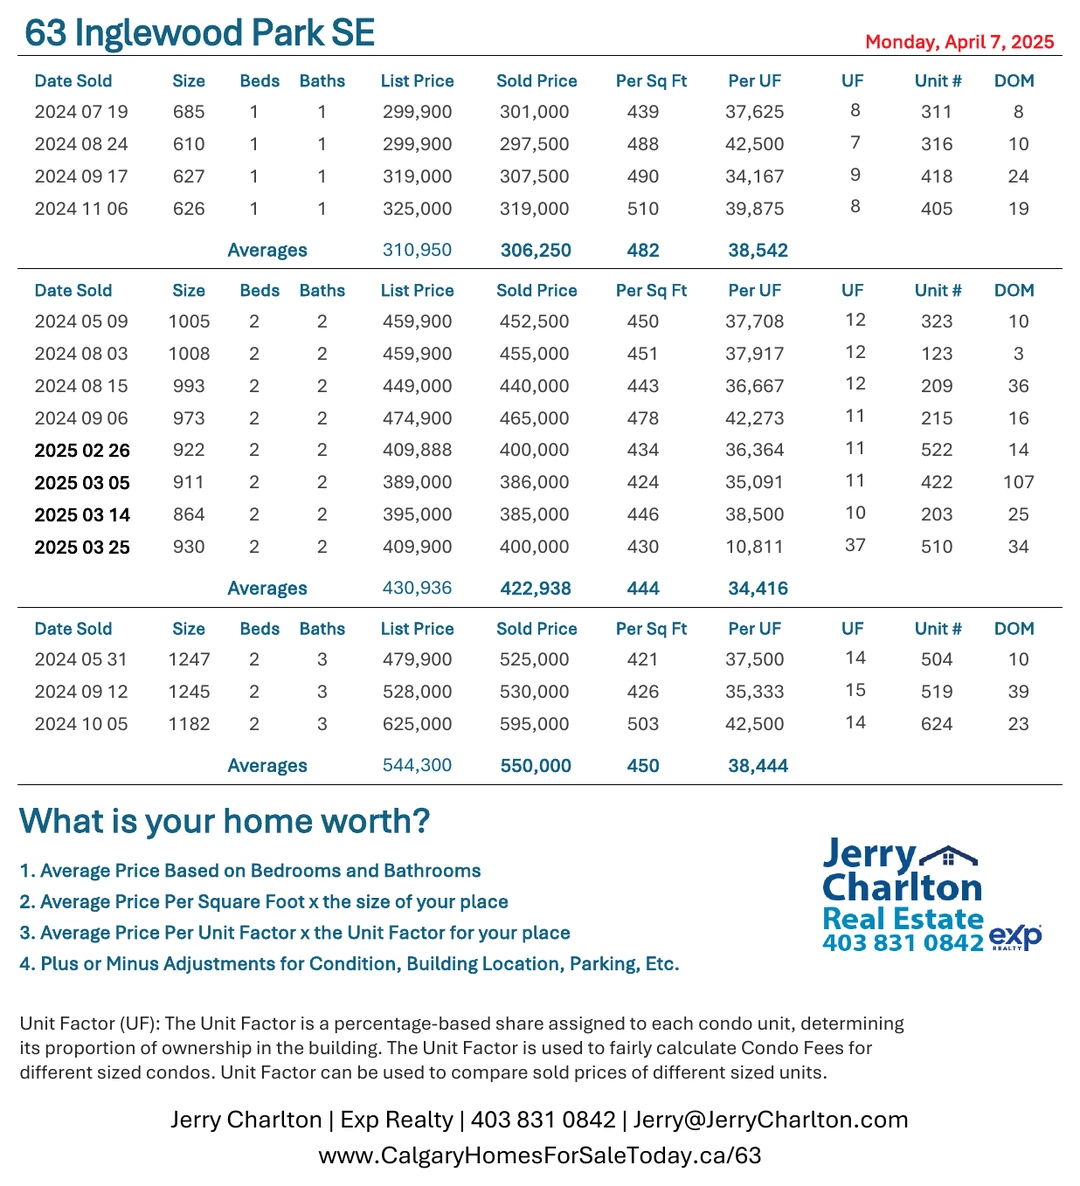 63 Inglewood Park SE
Monday, April 7, 2025
Date Sold Size Beds Baths List Price Sold Price Per Sq Ft Per UF UF Unit # DOM
2024 07 19 685 1 1 299,900 301,000 439 37,625 8 311 8
2024 08 24 610 1 1 299,900 297,500 488 42,500 7 316 10
2024 09 17 627 1 1 319,000 307,500 490 34,167 9 418 24
2024 11 06 626 1 1 325,000 319,000 510 39,875 8 405 19
Averages 310,950 306,250 482 38,542
Date Sold Size Beds Baths List Price Sold Price Per Sq Ft Per UF UF Unit # DOM
2024 05 09 1005 2 2 459,900 452,500 450 37,708 12 323 10
2024 08 03 1008 2 2 459,900 455,000 451 37,917 12 123 3
2024 08 15 993 2 2 449,000 440,000 443 36,667 12 209 36
2024 09 06 973 2 2 474,900 465,000 478 42,273 11 215 16
2025 02 26 922 2 2 409,888 400,000 434 36,364 11 522 14
2025 03 05 911 2 2 389,000 386,000 424 35,091 11 422 107
2025 03 14 864 2 2 395,000 385,000 446 38,500 10 203 25
2025 03 25 930 2 2 409,900 400,000 430 10,811 37 510 34
Averages 430,936 422,938 444 34,416
Date Sold Size Beds Baths List Price Sold Price Per Sq Ft Per UF UF Unit # DOM
2024 05 31 1247 2 3 479,900 525,000 421 37,500 14 504 10
2024 09 12 1245 2 3 528,000 530,000 426 35,333 15 519 39
2024 10 05 1182 2 3 625,000 595,000 503 42,500 14 624 23
Averages 544,300 550,000 450 38,444
What is your home worth?
1. Average Price Based on Bedrooms and Bathrooms
2. Average Price Per Square Foot x the size of your place
3. Average Price Per Unit Factor x the Unit Factor for your place
4. Plus or Minus Adjustments for Condition, Building Location, Parking, Etc.
Jerry
Charlton
Real Estate
403 831 0842
exp
REALTY
Unit Factor (UF): The Unit Factor is a percentage-based share assigned to each condo unit, determining
its proportion of ownership in the building. The Unit Factor is used to fairly calculate Condo Fees for
different sized condos. Unit Factor can be used to compare sold prices of different sized units.
Jerry Charlton | Exp Realty | 403 831 0842 | Jerry@JerryCharlton.com
www.CalgaryHomesForSaleToday.ca/63